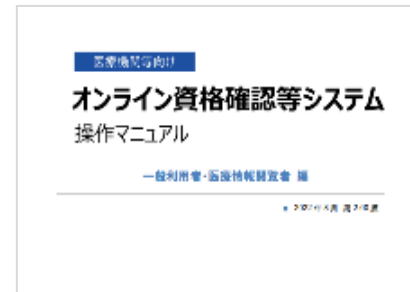 医療機関等向け
オンライン資格確認等システム
操作マニュアル
一般利用者・医療情報閲覧者 編